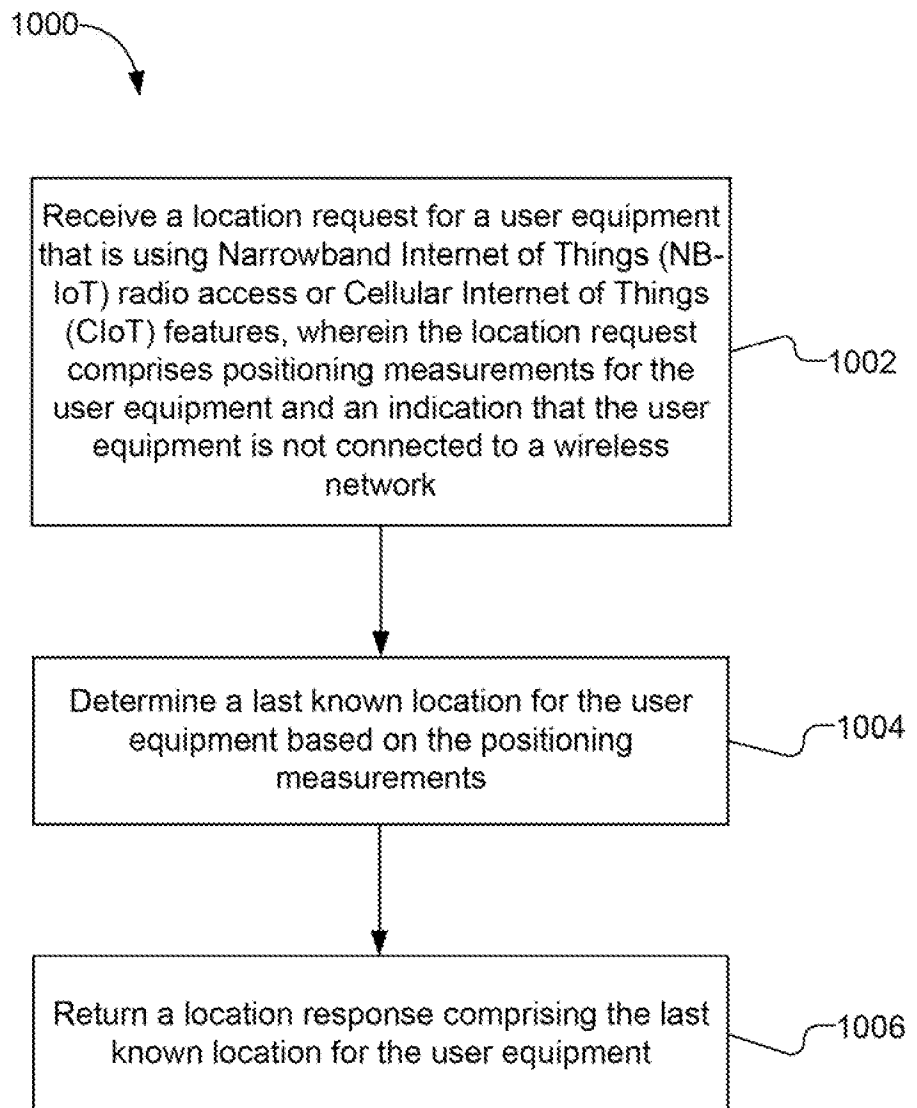 1000
Receive a location request for a user equipment
that is using Narrowband Internet of Things (NB-
IoT) radio access or Cellular Internet of Things
(CIoT) features, wherein the location request
comprises positioning measurements for the
user equipment and an indication that the user
equipment is not connected to a wireless
network
1002
Determine a last known location for the user
equipment based on the positioning
measurements
1004
Return a location response comprising the last
known location for the user equipment
1006